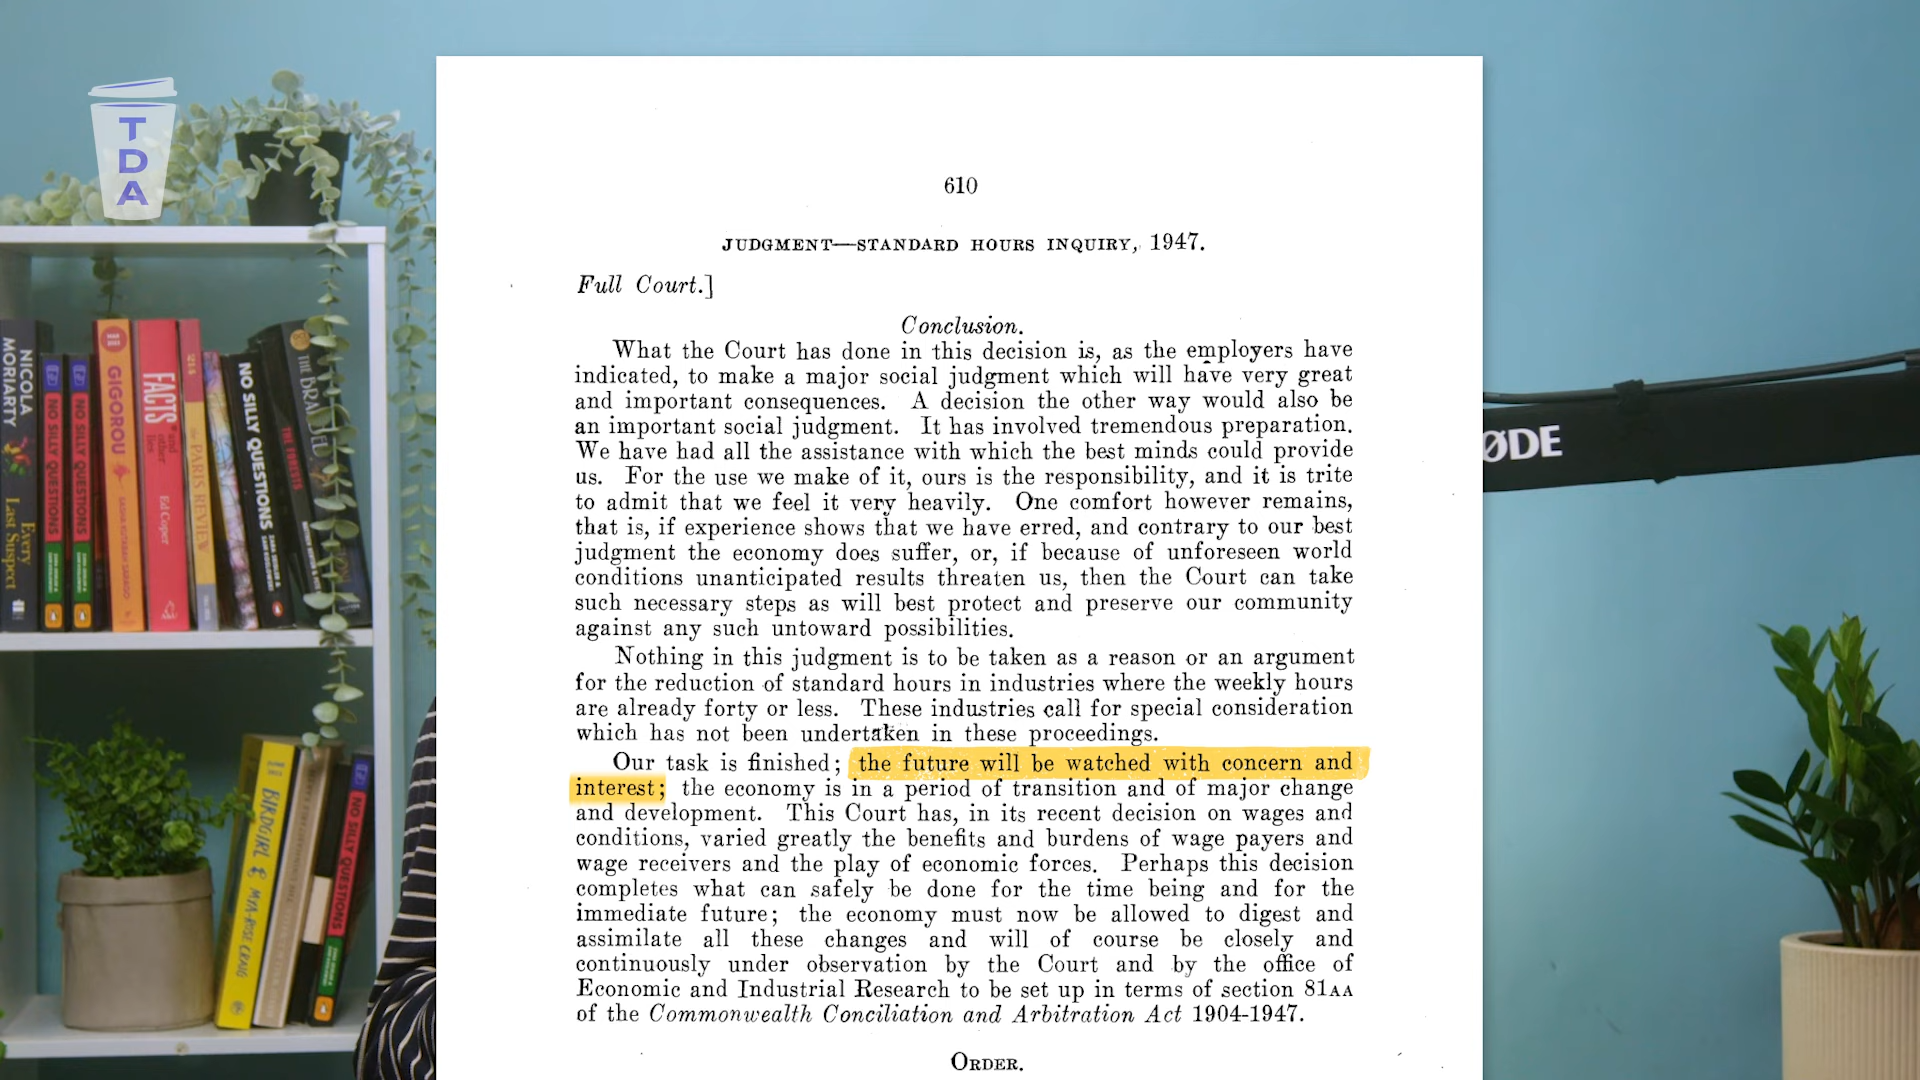 T
D
A
610
JUDGMENT—STANDARD HOURS INQUIRY, 1947.
Full Court.]
Conclusion.
What the Court has done in this decision is, as the employers have
indicated, to make a major social judgment which will have very great
and important consequences. A decision the other way would also be
an important social judgment. It has involved tremendous preparation.
We have had all the assistance with which the best minds could provide
us. For the use we make of it, ours is the responsibility, and it is trite
to admit that we feel it very heavily. One comfort however remains,
that is, if experience shows that we have erred, and contrary to our best
judgment the economy does suffer, or, if because of unforeseen world
conditions unanticipated results threaten us, then the Court can take
such necessary steps as will best protect and preserve our community
against any such untoward possibilities.
Nothing in this judgment is to be taken as a reason or an argument
for the reduction of standard hours in industries where the weekly hours
are already forty or less. These industries call for special consideration
which has not been undertaken in these proceedings.
Our task is finished; the future will be watched with concern and
interest; the economy is in a period of transition and of major change
and development. This Court has, in its recent decision on wages and
conditions, varied greatly the benefits and burdens of wage payers and
wage receivers and the play of economic forces. Perhaps this decision
completes what can safely be done for the time being and for the
immediate future; the economy must now be allowed to digest and
assimilate all these changes and will of course be closely and
continuously under observation by the Court and by the office of
Economic and Industrial Research to be set up in terms of section 81AA
of the Commonwealth Conciliation and Arbitration Act 1904-1947.
ORDER.
NICOLA MORIARTY
Every Last Suspect
NO SILLY QUESTIONS
NO SILLY QUESTIONS
GIGOROU
FACTS and other lies
Ed Coper
PARIS REVIEW
NO SILLY QUESTIONS
BIRDGIRL
MYA-ROSE CRAIG
NO SILLY QUESTIONS
ØDE